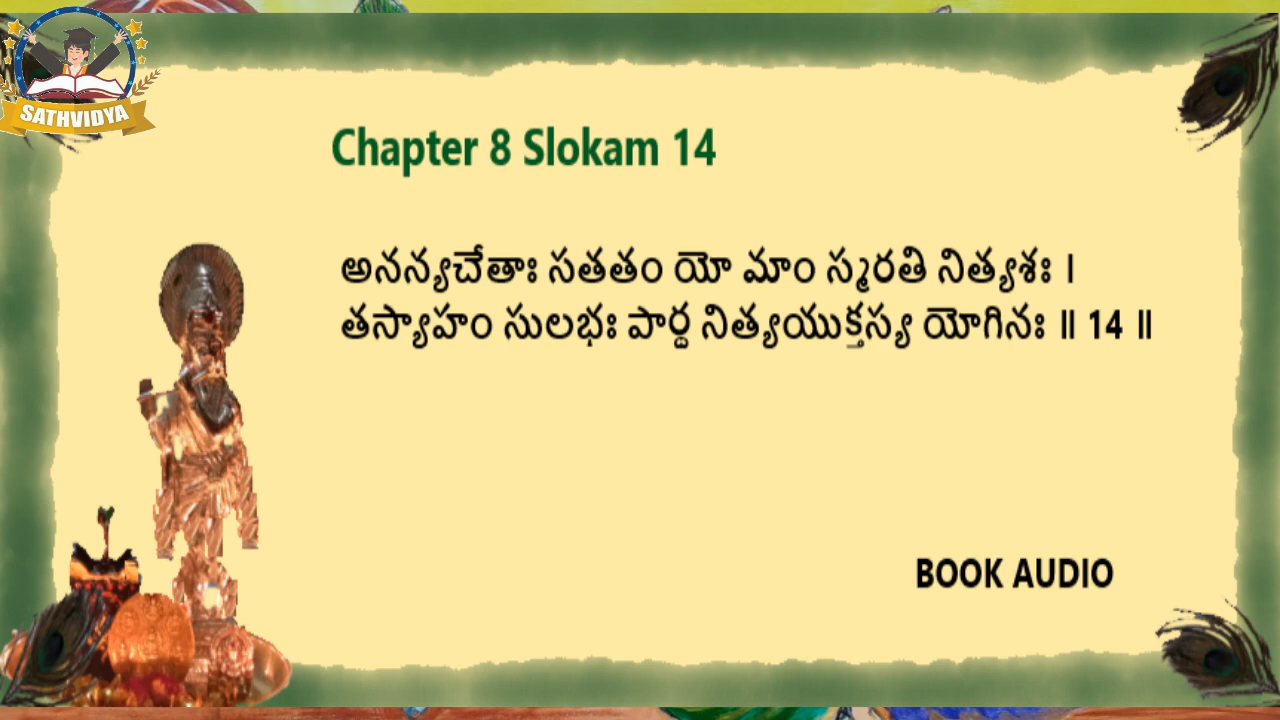 SATHVIDYA
Chapter 8 Slokam 14
అనన్యచేతాః సతతం యో మాం స్మరతి నిత్యశః ।
తస్యాహం సులభః పార్థ నిత్యయుక్తస్య యోగినః ॥ 14 ॥
BOOK AUDIO